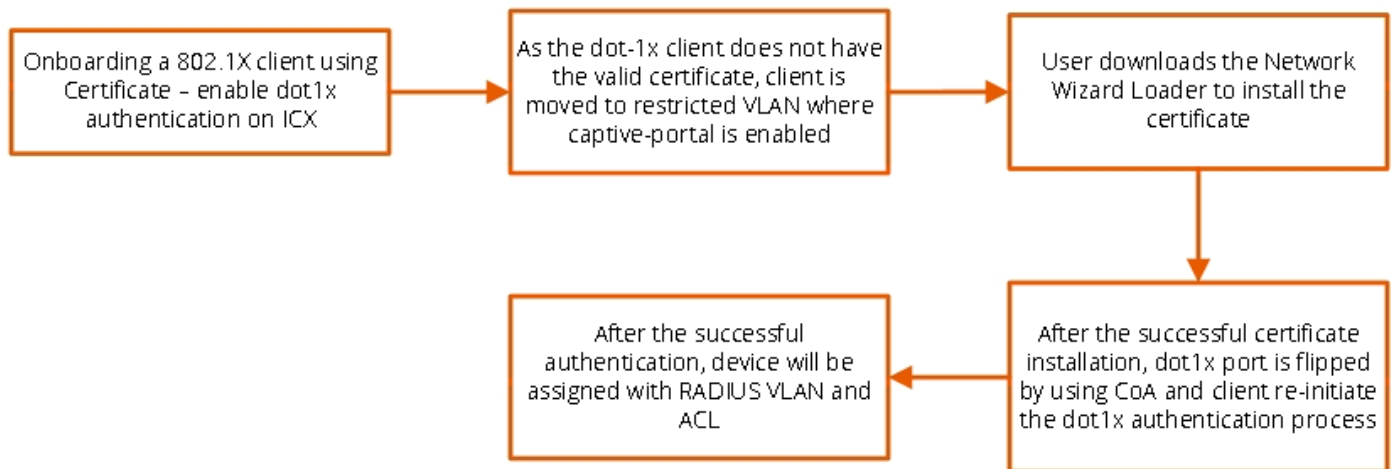 Onboarding a 802.1X client using
Certificate – enable dot1x
authentication on ICX
As the dot-1x client does not have
the valid certificate, client is
moved to restricted VLAN where
captive-portal is enabled
User downloads the Network
Wizard Loader to install the
certificate
After the successful certificate
installation, dot1x port is flipped
by using CoA and client re-initiate
the dot1x authentication process
After the successful
authentication, device will be
assigned with RADIUS VLAN and
ACL